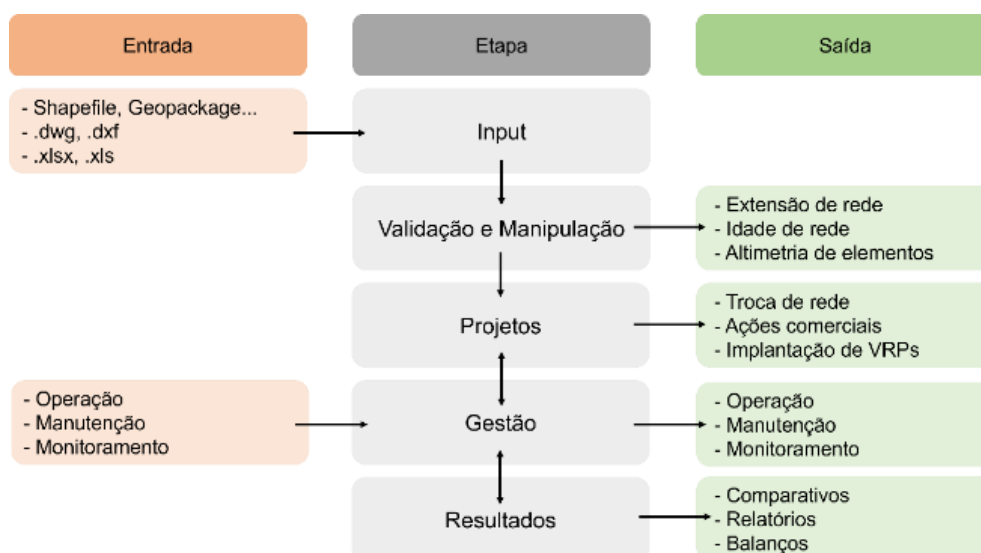 Entrada
Etapa
Saída
- Shapefile, Geopackage...
- .dwg, .dxf
- .xlsx, .xls
Input
Validação e Manipulação
- Extensão de rede
- Idade de rede
- Altimetria de elementos
Projetos
- Troca de rede
- Ações comerciais
- Implantação de VRPs
- Operação
- Manutenção
- Monitoramento
Gestão
- Operação
- Manutenção
- Monitoramento
Resultados
- Comparativos
- Relatórios
- Balanços